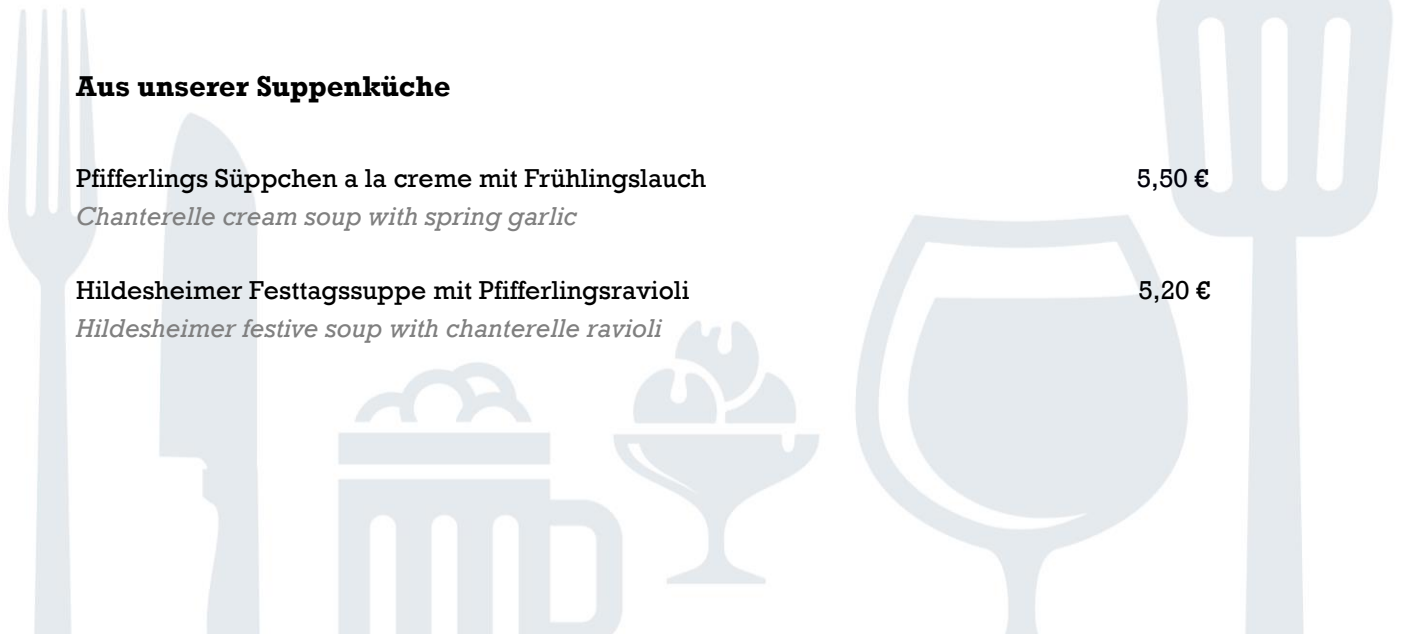 Aus unserer Suppenküche
Pfifferlings Süppchen a la creme mit Frühlingslauch 5,50 €
Chanterelle cream soup with spring garlic
Hildesheimer Festtagssuppe mit Pfifferlingsravioli 5,20 €
Hildesheimer festive soup with chanterelle ravioli